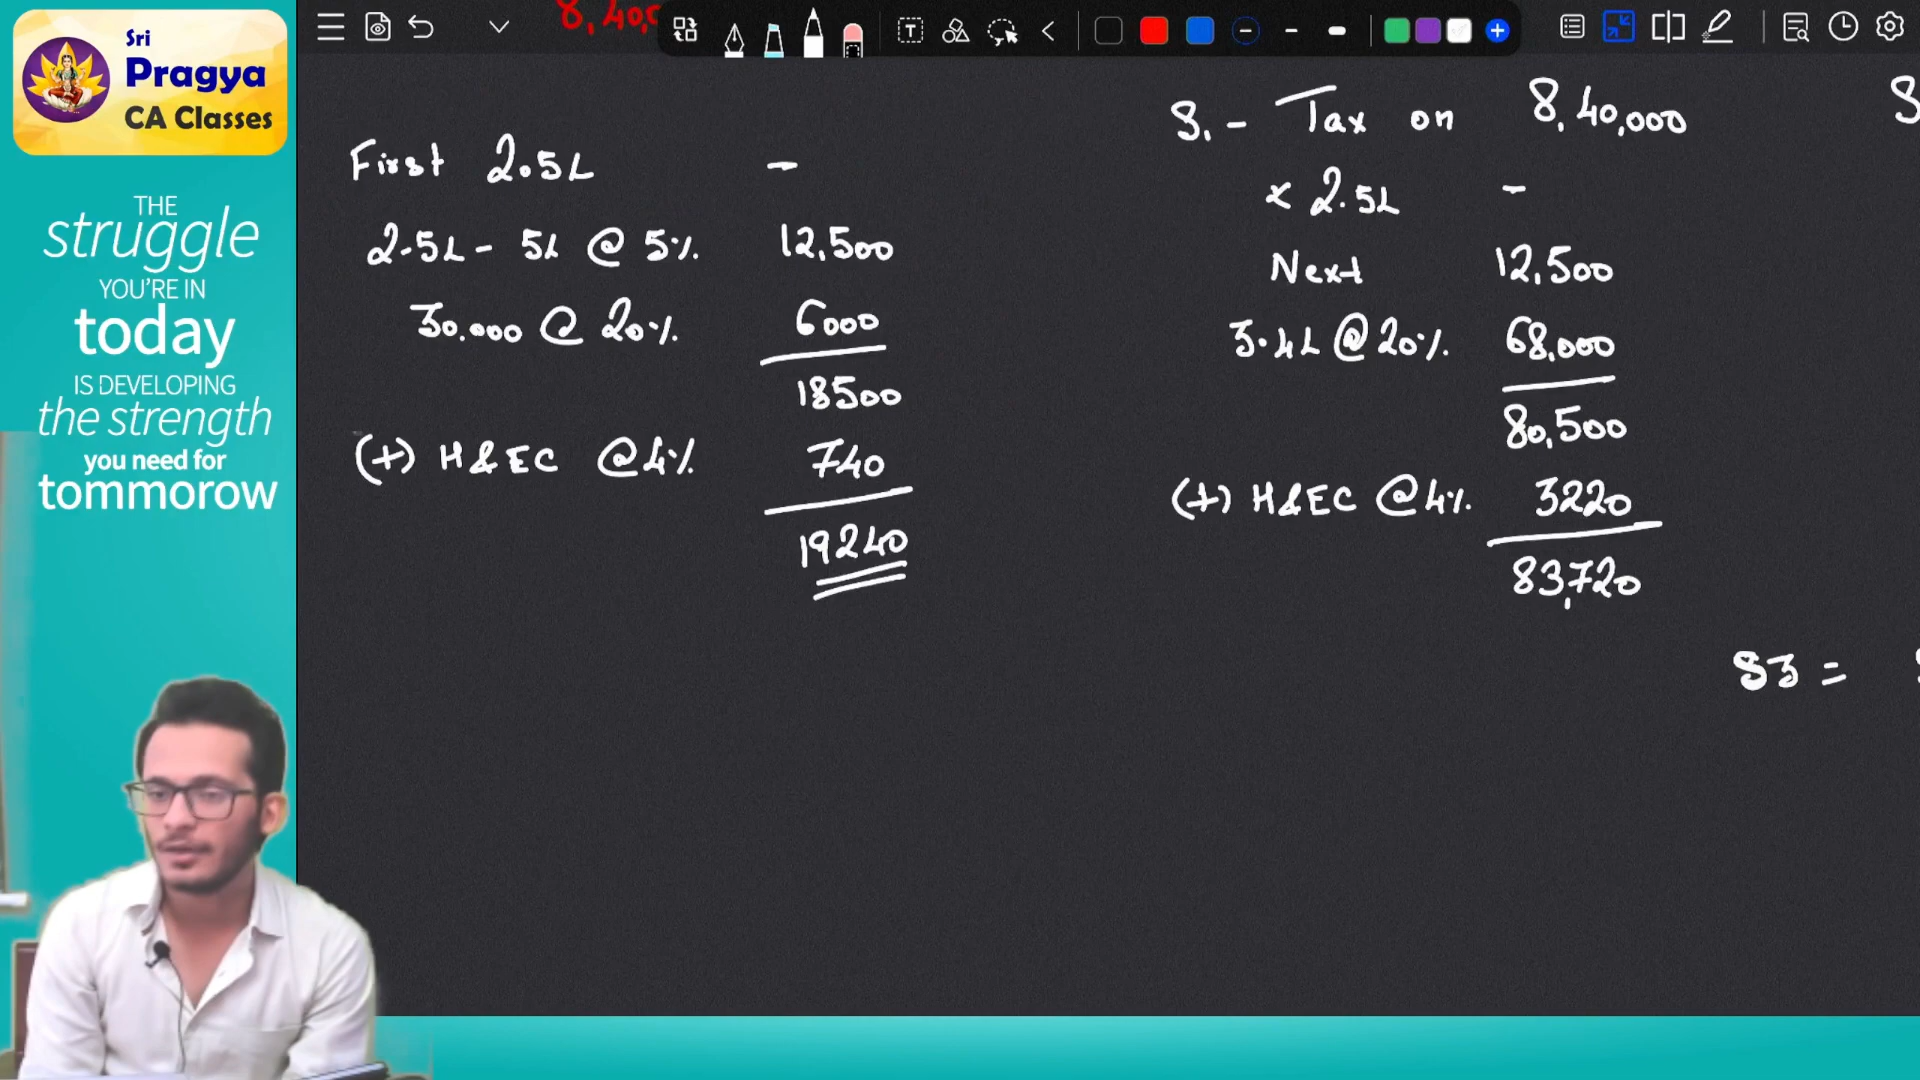 Sri
Pragya
CA Classes
THE
struggle
YOU'RE IN
today
IS DEVELOPING
the strength
you need for
tommorow
First 2.5L -
2.5L - 5L @ 5% 12,500
30.000 @ 20% 6000
18500
(+) H&EC @4% 740
19240
S. - Tax on 8,40,000
< 2.5L -
Next 12,500
3.4L @ 20% 68,000
80,500
(+) H&EC @4% 3220
83,720
S3 =